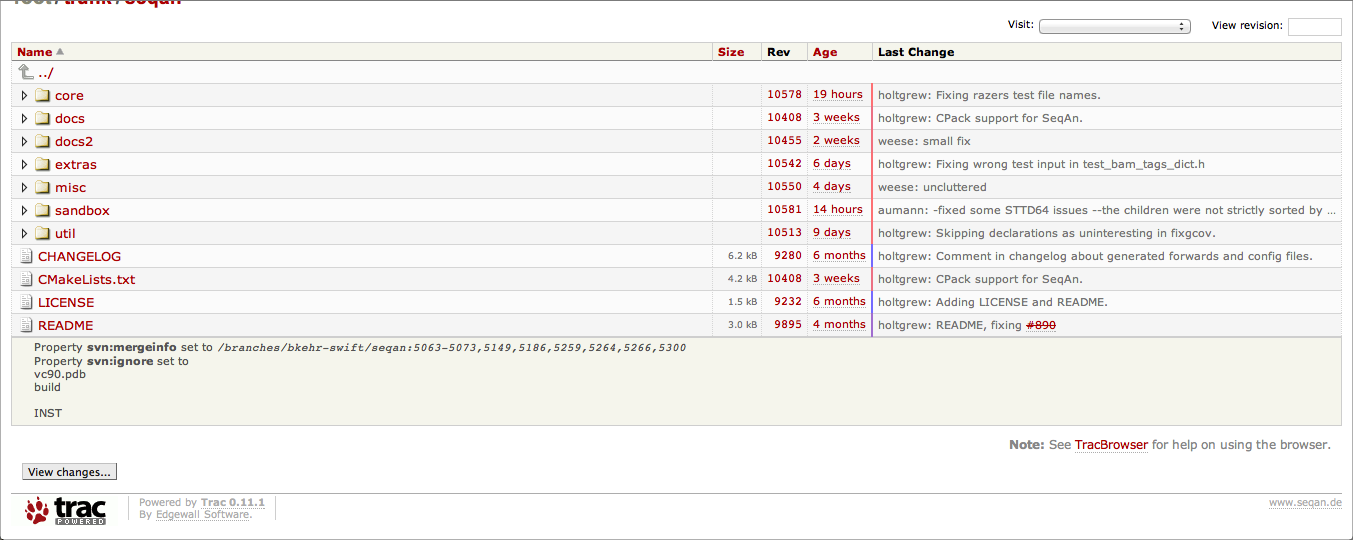 root / trunk / seqan
Visit: View revision:
Name Size Rev Age Last Change
../
core 10578 19 hours holtgrew: Fixing razers test file names.
docs 10408 3 weeks holtgrew: CPack support for SeqAn.
docs2 10455 2 weeks weese: small fix
extras 10542 6 days holtgrew: Fixing wrong test input in test_bam_tags_dict.h
misc 10550 4 days weese: uncluttered
sandbox 10581 14 hours aumann: -fixed some STTD64 issues --the children were not strictly sorted by ...
util 10513 9 days holtgrew: Skipping declarations as uninteresting in fixgcov.
CHANGELOG 6.2 kB 9280 6 months holtgrew: Comment in changelog about generated forwards and config files.
CMakeLists.txt 4.2 kB 10408 3 weeks holtgrew: CPack support for SeqAn.
LICENSE 1.5 kB 9232 6 months holtgrew: Adding LICENSE and README.
README 3.0 kB 9895 4 months holtgrew: README, fixing #890
Property svn:mergeinfo set to /branches/bkehr-swift/seqan:5063-5073,5149,5186,5259,5264,5266,5300
Property svn:ignore set to
vc90.pdb
build
INST
Note: See TracBrowser for help on using the browser.
View changes...
trac
POWERED
Powered by Trac 0.11.1
By Edgewall Software.
www.seqan.de